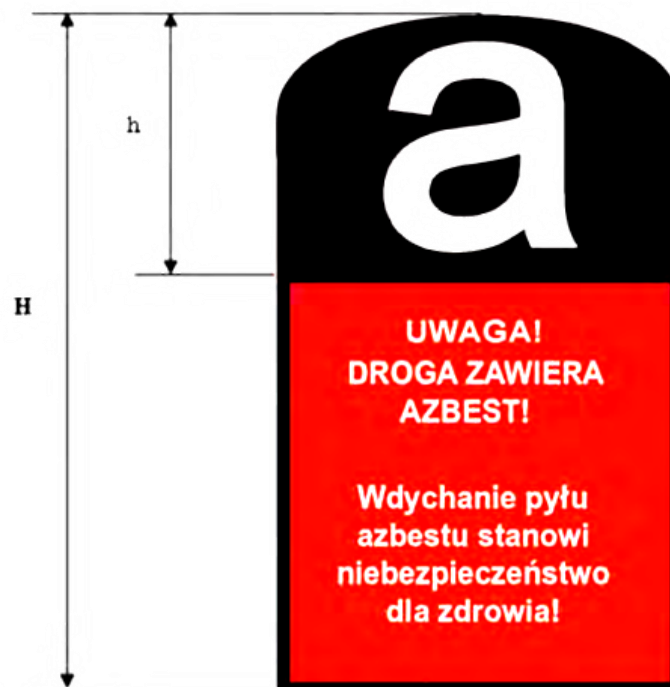 a
h
H
UWAGA!
DROGA ZAWIERA
AZBEST!
Wdychanie pyłu
azbestu stanowi
niebezpieczeństwo
dla zdrowia!